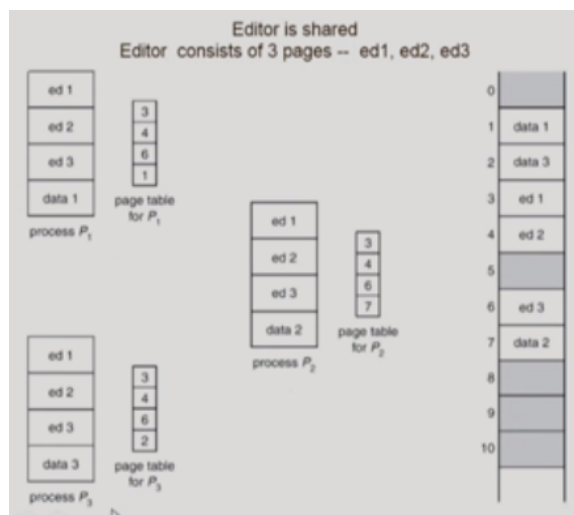 Editor is shared
Editor consists of 3 pages -- ed1, ed2, ed3
ed 1
ed 2
ed 3
data 1
process P1
3
4
6
1
page table
for P1
ed 1
ed 2
ed 3
data 2
process P2
3
4
6
7
page table
for P2
ed 1
ed 2
ed 3
data 3
process P3
3
4
6
2
page table
for P3
0
1 data 1
2 data 3
3 ed 1
4 ed 2
5
6 ed 3
7 data 2
8
9
10